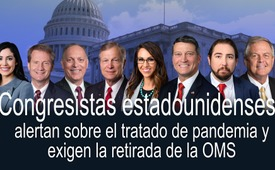 Congresistas estadounidenses
alertan sobre el tratado de pandemia y
exigen la retirada de la OMS